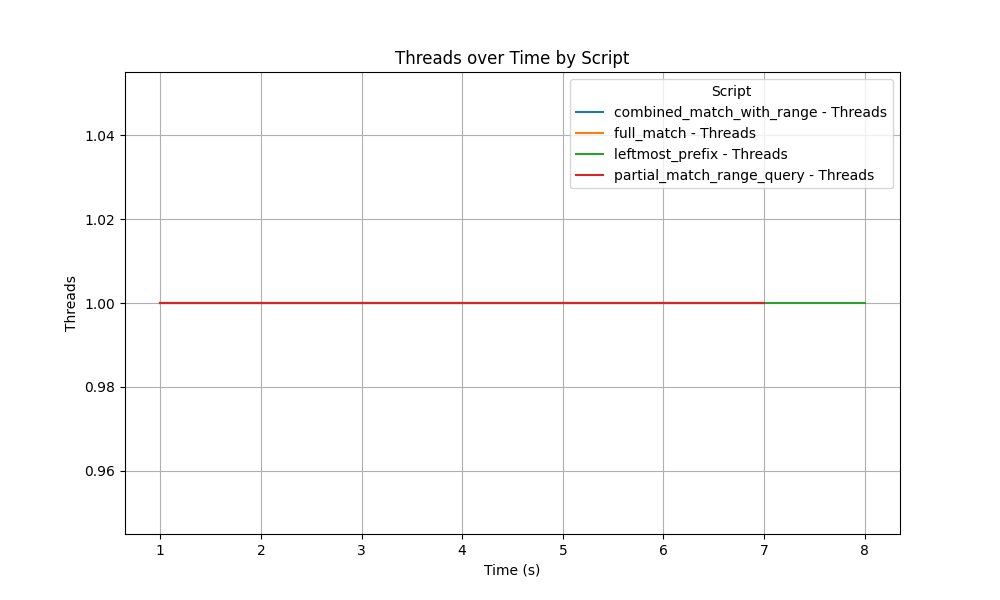 Threads over Time by Script
Script
combined_match_with_range - Threads
full_match - Threads
leftmost_prefix - Threads
partial_match_range_query - Threads
Threads
1.04
1.02
1.00
0.98
0.96
1 2 3 4 5 6 7 8
Time (s)